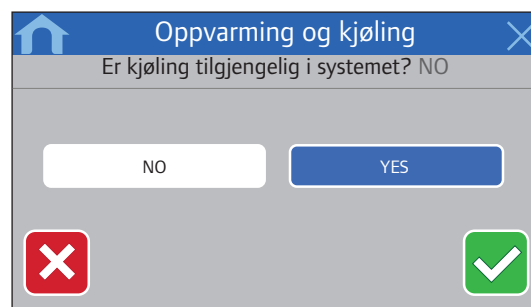 Oppvarming og kjøling
Er kjøling tilgjengelig i systemet? NO
NO YES